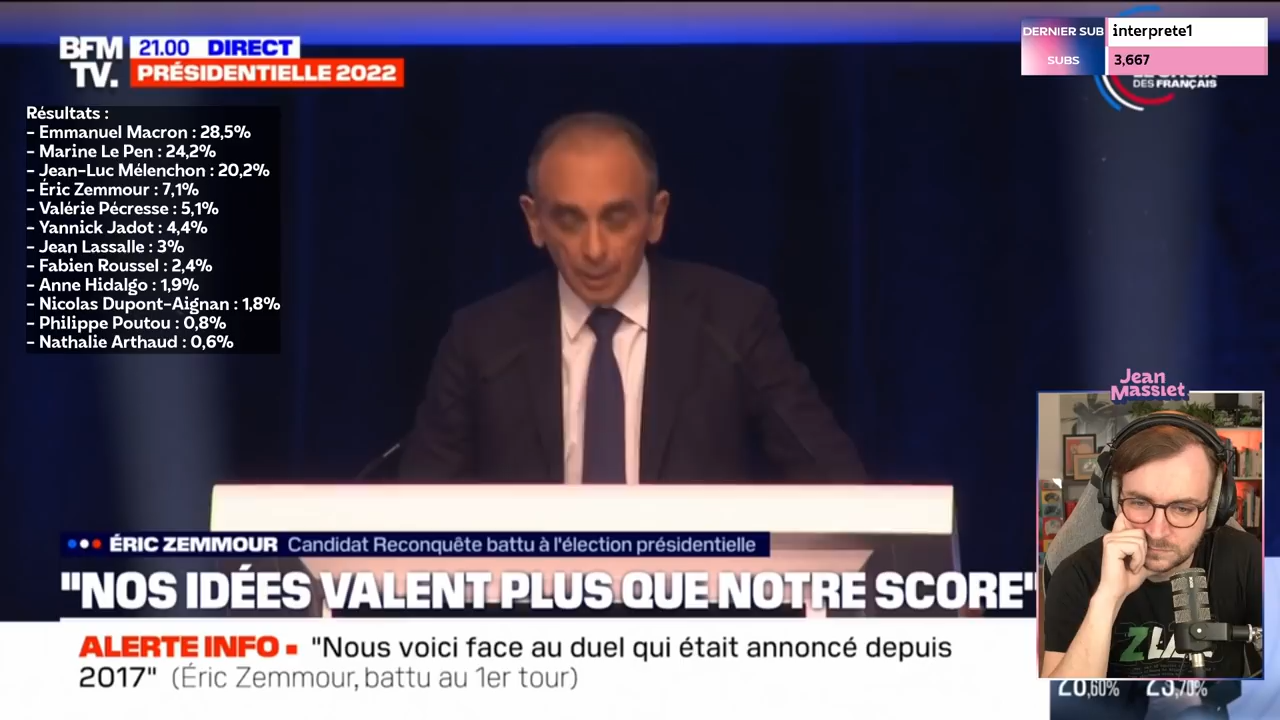 BFM
TV.
21.00 DIRECT
PRÉSIDENTIELLE 2022
DERNIER SUB
interprete1
SUBS
3,667
DES FRANÇAIS
Résultats :
- Emmanuel Macron : 28,5%
- Marine Le Pen : 24,2%
- Jean-Luc Mélenchon : 20,2%
- Éric Zemmour : 7,1%
- Valérie Pécresse : 5,1%
- Yannick Jadot : 4,4%
- Jean Lassalle : 3%
- Fabien Roussel : 2,4%
- Anne Hidalgo : 1,9%
- Nicolas Dupont-Aignan : 1,8%
- Philippe Poutou : 0,8%
- Nathalie Arthaud : 0,6%
Jean
Massiet
ÉRIC ZEMMOUR Candidat Reconquête battu à l'élection présidentielle
"NOS IDÉES VALENT PLUS QUE NOTRE SCORE"
ALERTE INFO "Nous voici face au duel qui était annoncé depuis
2017" (Éric Zemmour, battu au 1er tour)